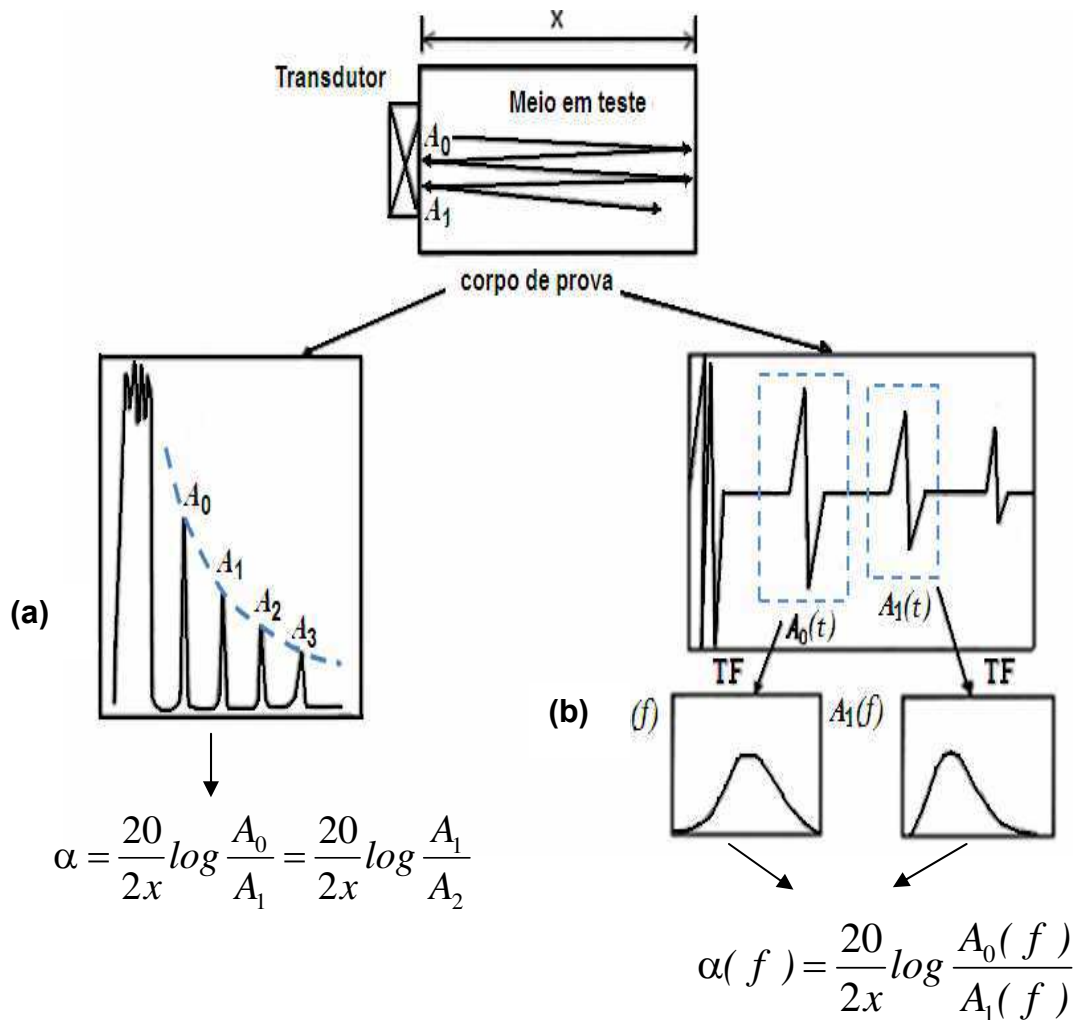 x
Transdutor
Meio em teste
A₀
A₁
corpo de prova
A₀
A₁
A₂
A₃
(a)
A₀(t)
A₁(t)
TF
TF
(b)
(f)
A₁(f)
α = 20/2x log A₀/A₁ = 20/2x log A₁/A₂
α( f ) = 20/2x log A₀( f )/A₁( f )